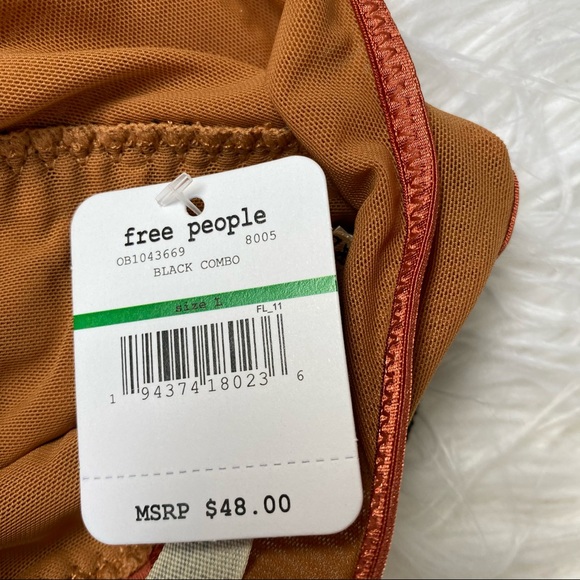 free people
OB1043669 8005
BLACK COMBO
size L
FL_11
1 94374 18023 6
MSRP $48.00